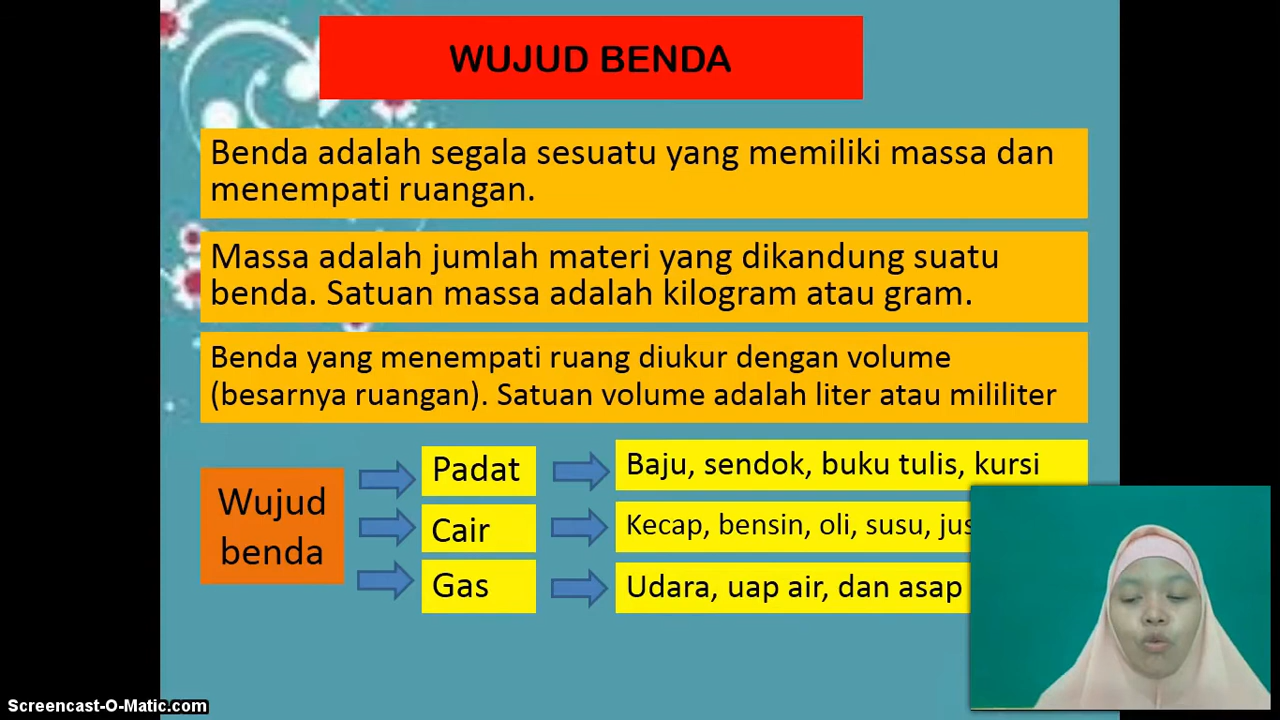 WUJUD BENDA
Benda adalah segala sesuatu yang memiliki massa dan
menempati ruangan.
Massa adalah jumlah materi yang dikandung suatu
benda. Satuan massa adalah kilogram atau gram.
Benda yang menempati ruang diukur dengan volume
(besarnya ruangan). Satuan volume adalah liter atau mililiter
Wujud
benda
Padat
Baju, sendok, buku tulis, kursi
Cair
Kecap, bensin, oli, susu, jus
Gas
Udara, uap air, dan asap
Screencast-O-Matic.com